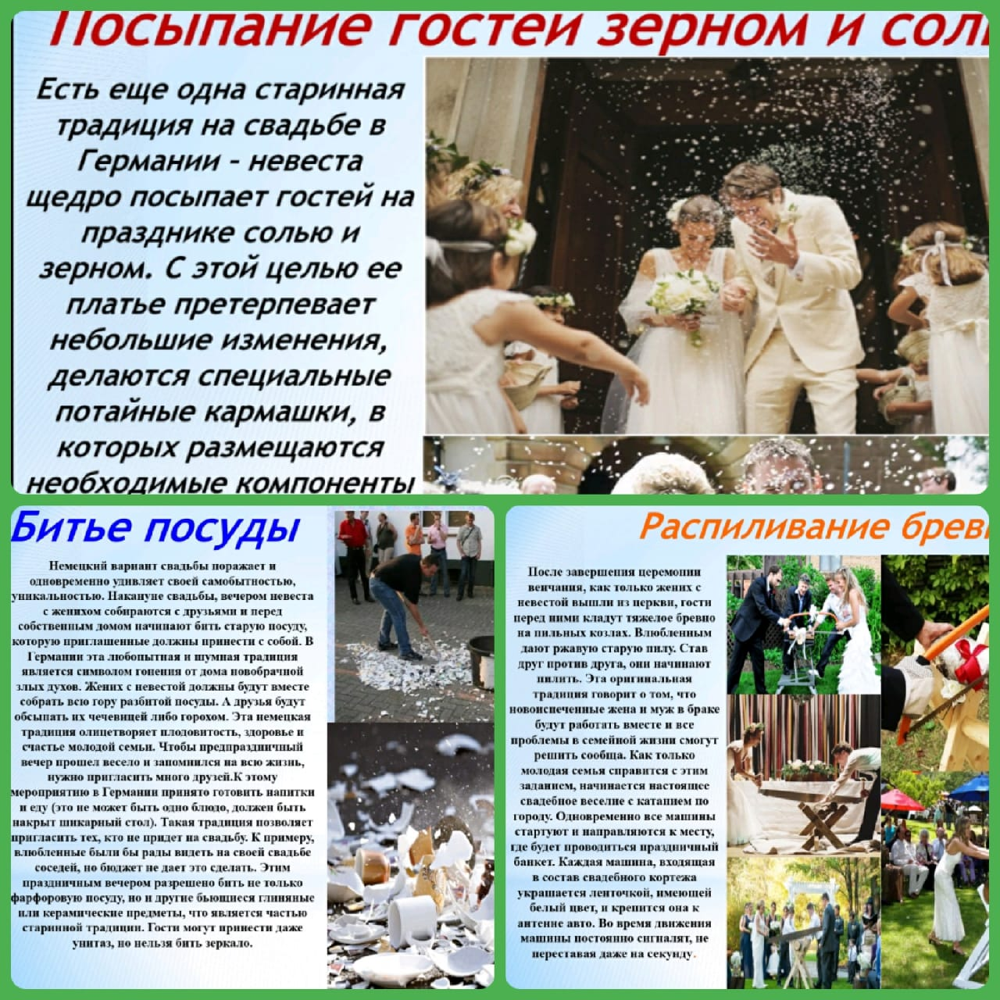 Посыпание гостей зерном и сол
Есть еще одна старинная
традиция на свадьбе в
Германии - невеста
щедро посыпает гостей на
празднике солью и
зерном. С этой целью ее
платье претерпевает
небольшие изменения,
делаются специальные
потайные кармашки, в
которых размещаются
необходимые компоненты
Битье посуды
Немецкий вариант свадьбы поражает и
одновременно удивляет своей самобытностью,
уникальностью. Накануне свадьбы, вечером невеста
с женихом собираются с друзьями и перед
собственным домом начинают бить старую посуду,
которую приглашенные должны принести с собой. В
Германии эта любопытная и шумная традиция
является символом гонения от дома новобрачной
злых духов. Жених с невестой должны будут вместе
собрать всю гору разбитой посуды. А друзья будут
обсыпать их чечевицей либо горохом. Эта немецкая
традиция олицетворяет плодовитость, здоровье и
счастье молодой семьи. Чтобы предпраздничный
вечер прошел весело и запомнился на всю жизнь,
нужно пригласить много друзей.К этому
мероприятию в Германии принято готовить напитки
и еду (это не может быть одно блюдо, должен быть
накрыт шикарный стол). Такая традиция позволяет
пригласить тех, кто не придет на свадьбу. К примеру,
влюбленные были бы рады видеть на своей свадьбе
соседей, но бюджет не дает это сделать. Этим
праздничным вечером разрешено бить не только
фарфоровую посуду, но и другие бьющиеся глиняные
или керамические предметы, что является частью
старинной традиции. Гости могут принести даже
унитаз, но нельзя бить зеркало.
Распиливание брев
После завершения церемонии
венчания, как только жених с
невестой вышли из церкви, гости
перед ними кладут тяжелое бревно
на пильных козлах. Влюбленным
дают ржавую старую пилу. Став
друг против друга, они начинают
пилить. Эта оригинальная
традиция говорит о том, что
новоиспеченные жена и муж в браке
будут работать вместе и все
проблемы в семейной жизни смогут
решить сообща. Как только
молодая семья справится с этим
заданием, начинается настоящее
свадебное веселие с катанием по
городу. Одновременно все машины
стартуют и направляются к месту,
где будет проводиться праздничный
банкет. Каждая машина, входящая
в состав свадебного кортежа
украшается ленточкой, имеющей
белый цвет, и крепится она к
антенне авто. Во время движения
машины постоянно сигналят, не
переставая даже на секунду.